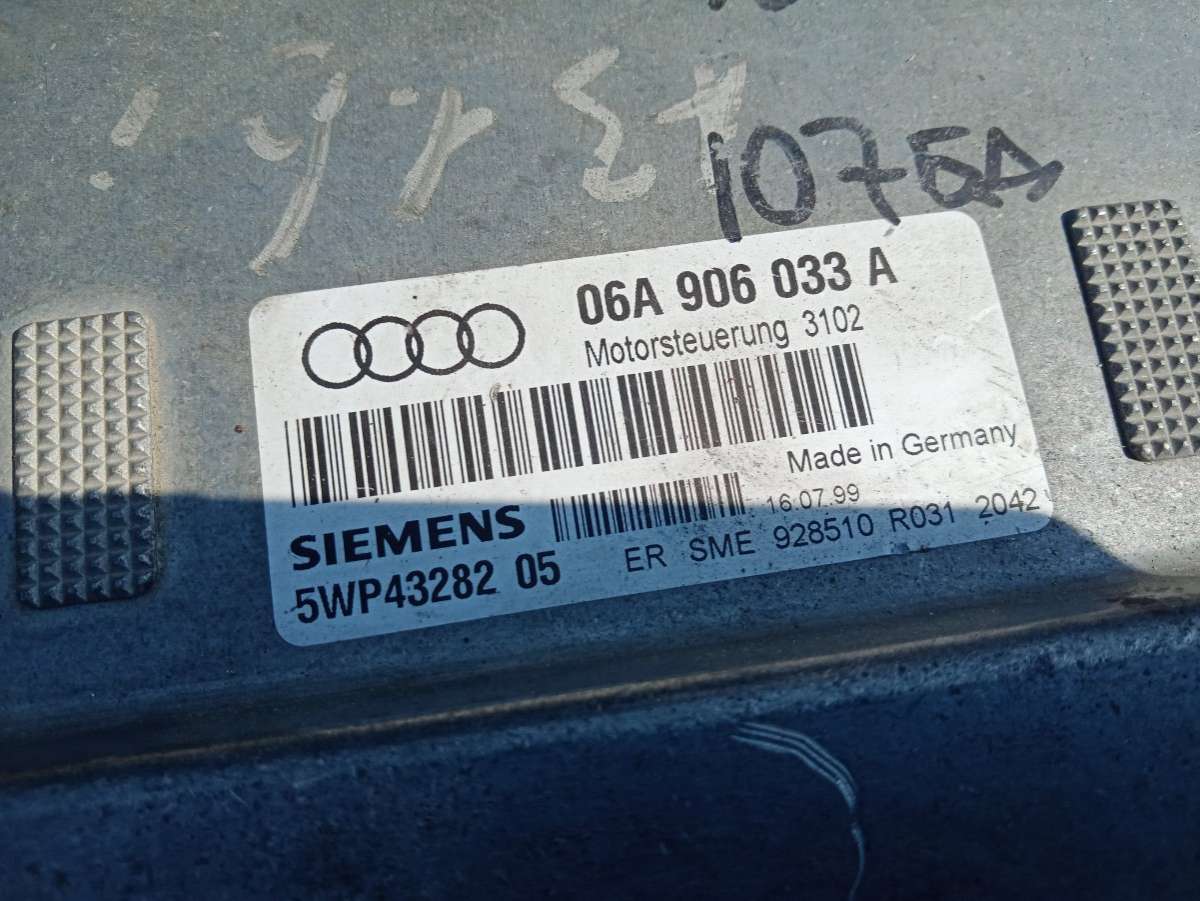 1075A
06A 906 033 A
Motorsteuerung 3102
Made in Germany
16.07.99
SIEMENS
ER SME 928510 R031 2042
5WP43282 05